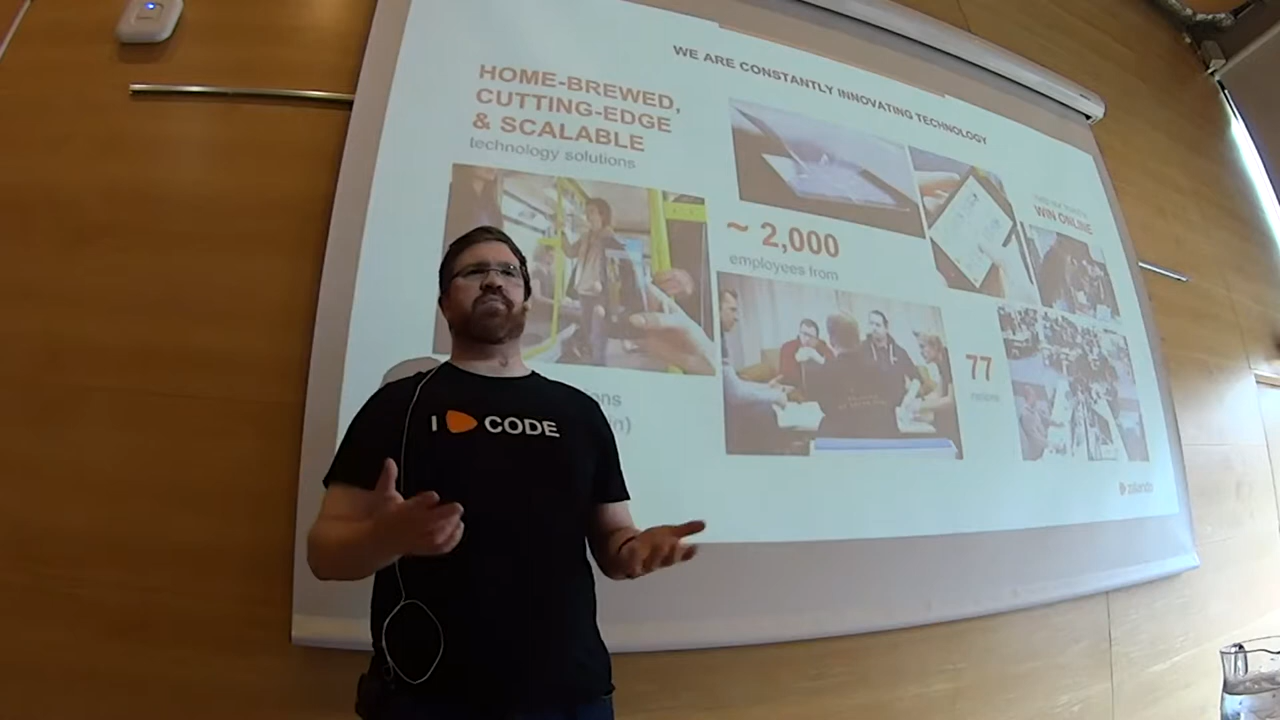 WE ARE CONSTANTLY INNOVATING TECHNOLOGY
HOME-BREWED,
CUTTING-EDGE
& SCALABLE
technology solutions
WIN ONLINE
~ 2,000
employees from
77
nations
I CODE
zalando